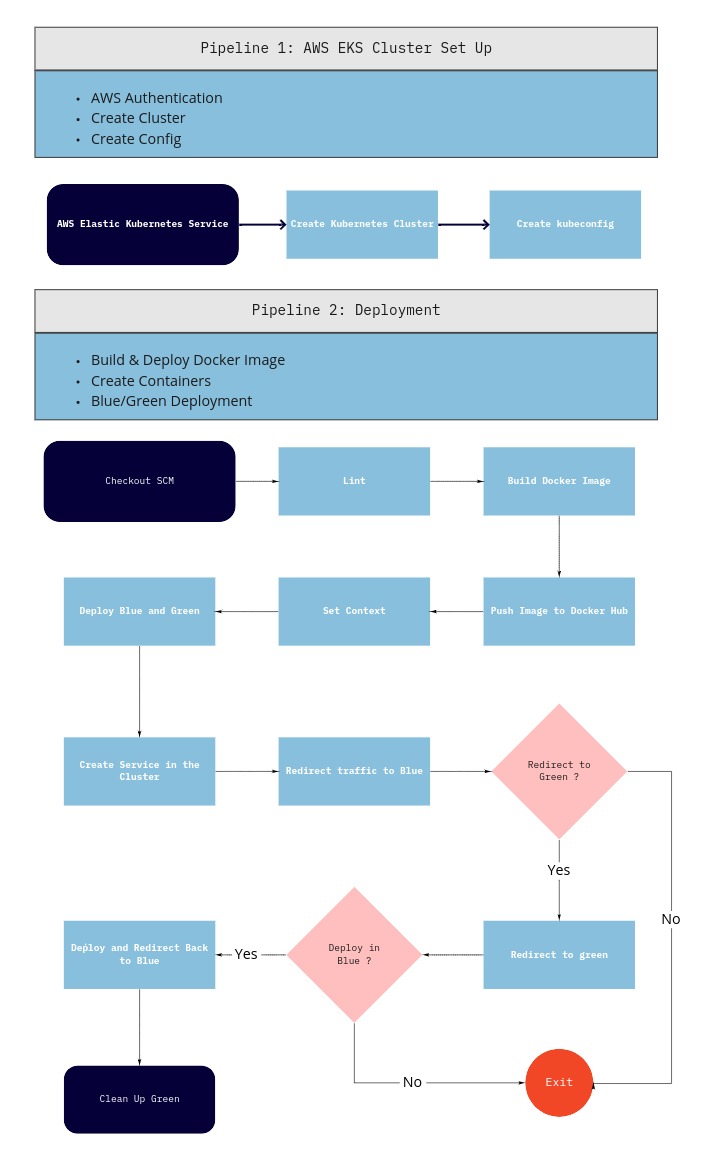 Pipeline 1: AWS EKS Cluster Set Up
• AWS Authentication
• Create Cluster
• Create Config
AWS Elastic Kubernetes Service
Create Kubernetes Cluster
Create kubeconfig
Pipeline 2: Deployment
• Build & Deploy Docker Image
• Create Containers
• Blue/Green Deployment
Checkout SCM
Lint
Build Docker Image
Deploy Blue and Green
Set Context
Push Image to Docker Hub
Create Service in the
Cluster
Redirect traffic to Blue
Redirect to
Green ?
Yes
No
Deploy and Redirect Back
to Blue
Yes
Deploy in
Blue ?
Redirect to green
No
Exit
Clean Up Green